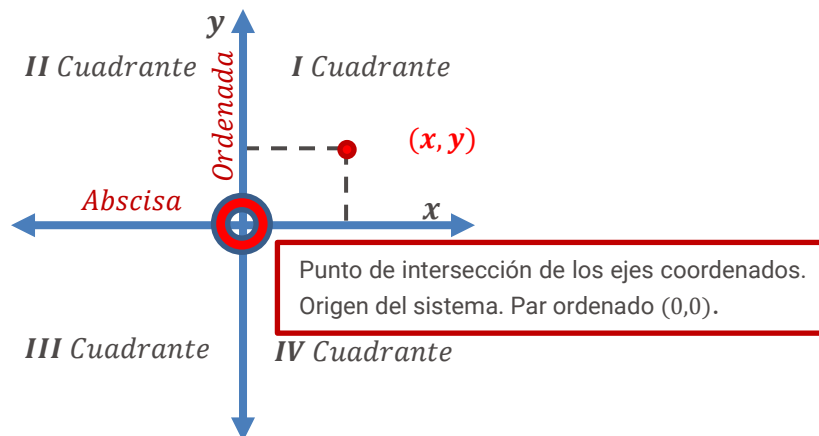 y
II Cuadrante
Ordenada
I Cuadrante
(x, y)
Abscisa
x
Punto de intersección de los ejes coordenados.
Origen del sistema. Par ordenado (0,0).
III Cuadrante
IV Cuadrante